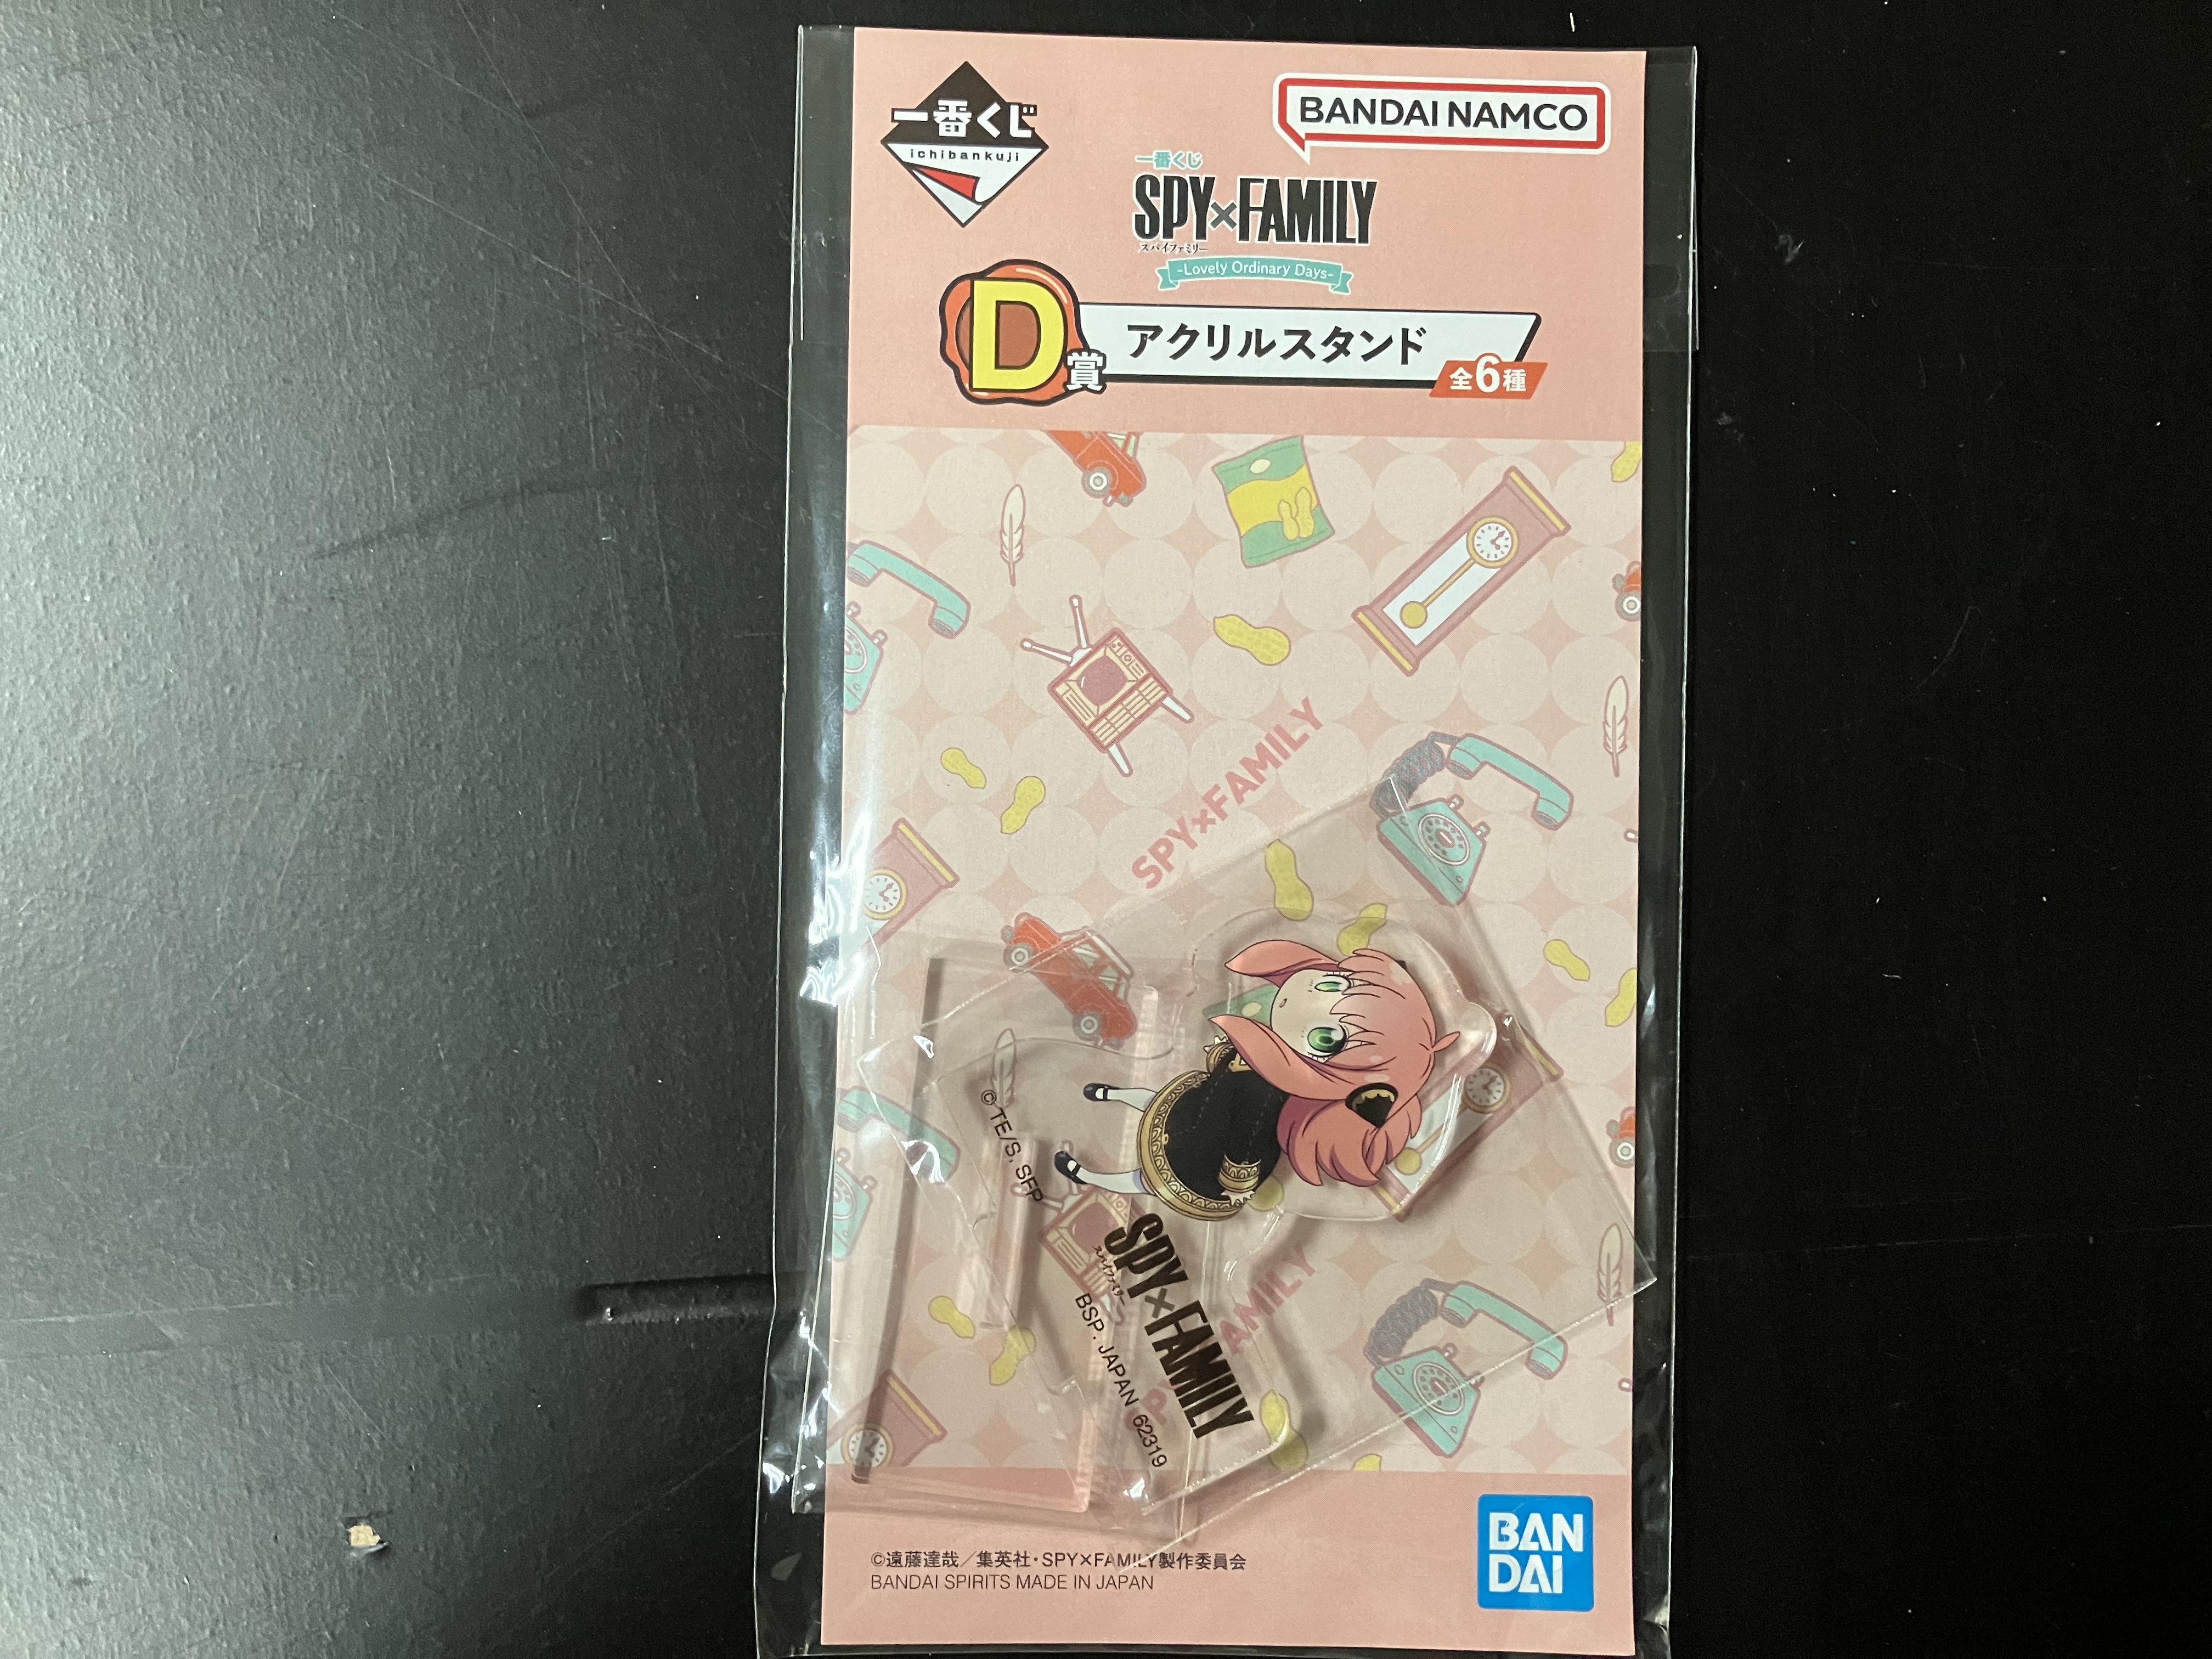 一番くじ
ichibankuji
BANDAI NAMCO
一番くじ
SPY×FAMILY
スパイファミリー
-Lovely Ordinary Days-
D賞
アクリルスタンド
全6種
SPY×FAMILY
©TE/S, SFP
SPY×FAMILY
スパイファミリー
BSP. JAPAN 62319
AMILY
©遠藤達哉／集英社・SPY×FAMILY製作委員会
BANDAI SPIRITS MADE IN JAPAN
BAN
DAI